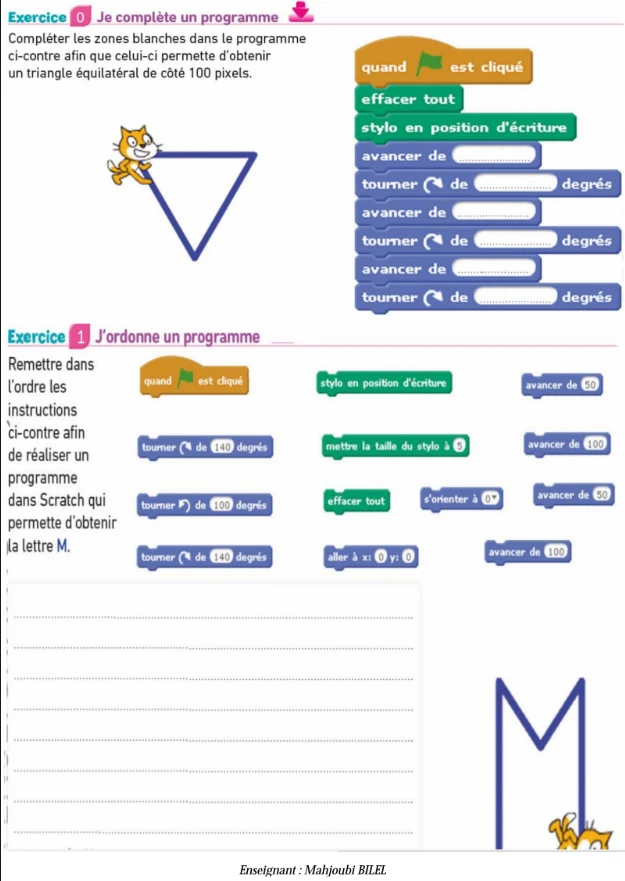 Exercice 0 Je complète un programme
Compléter les zones blanches dans le programme
ci-contre afin que celui-ci permette d'obtenir
un triangle équilatéral de côté 100 pixels.
quand est cliqué
effacer tout
stylo en position d'écriture
avancer de ....................
tourner de .................... degrés
avancer de ....................
tourner de .................... degrés
avancer de ....................
tourner de .................... degrés
Exercice 1 J'ordonne un programme
Remettre dans
l'ordre les
instructions
ci-contre afin
de réaliser un
programme
dans Scratch qui
permette d'obtenir
la lettre M.
quand est cliqué
stylo en position d'écriture
avancer de 50
tourner de 140 degrés
mettre la taille du stylo à 5
avancer de 100
tourner de 100 degrés
effacer tout
s'orienter à 0
avancer de 50
tourner de 140 degrés
aller à x: 0 y: 0
avancer de 100
Enseignant : Mahjoubi BILEL